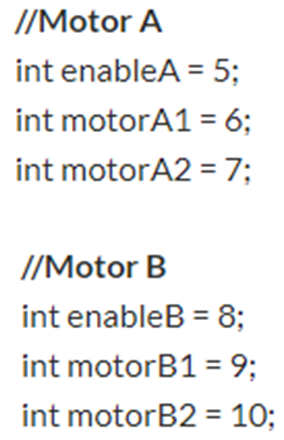 //Motor A
int enableA = 5;
int motorA1 = 6;
int motorA2 = 7;
//Motor B
int enableB = 8;
int motorB1 = 9;
int motorB2 = 10;